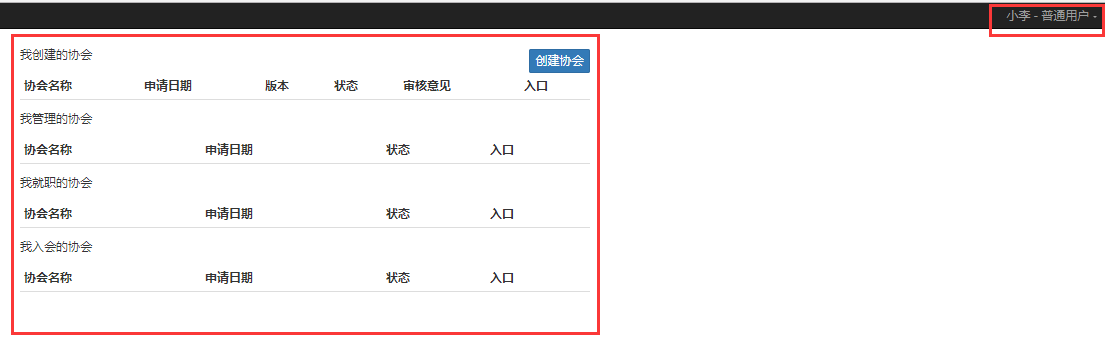 小李 - 普通用户 -
我创建的协会
创建协会
协会名称 申请日期 版本 状态 审核意见 入口
我管理的协会
协会名称 申请日期 状态 入口
我就职的协会
协会名称 申请日期 状态 入口
我入会的协会
协会名称 申请日期 状态 入口